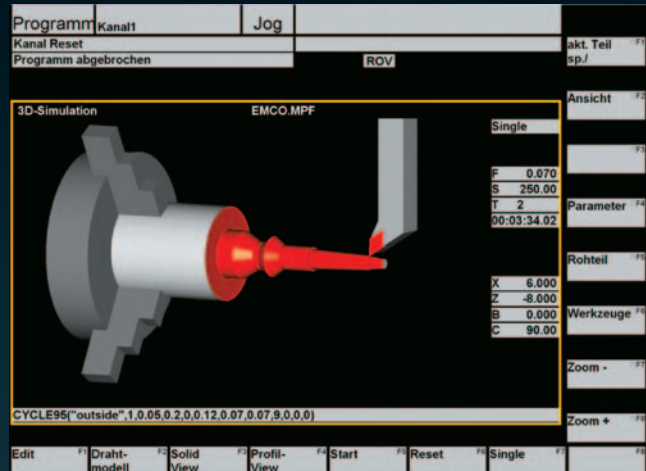 Programm Kanal1 Jog
Kanal Reset
Programm abgebrochen ROV
akt. Teil sp./ F1
Ansicht F2
F3
Parameter F4
Rohteil F5
Werkzeuge F6
Zoom - F7
Zoom + F8
3D-Simulation EMCO.MPF
Single
F 0.070
S 250.00
T 2
00:03:34.02
X 6.000
Z -8.000
B 0.000
C 90.00
CYCLE95("outside",1,0.05,0.2,0,0.12,0.07,0.07,9,0,0,0)
Edit F1
Draht-modell F2
Solid View F3
Profil-View F4
Start F5
Reset F6
Single F7
F8